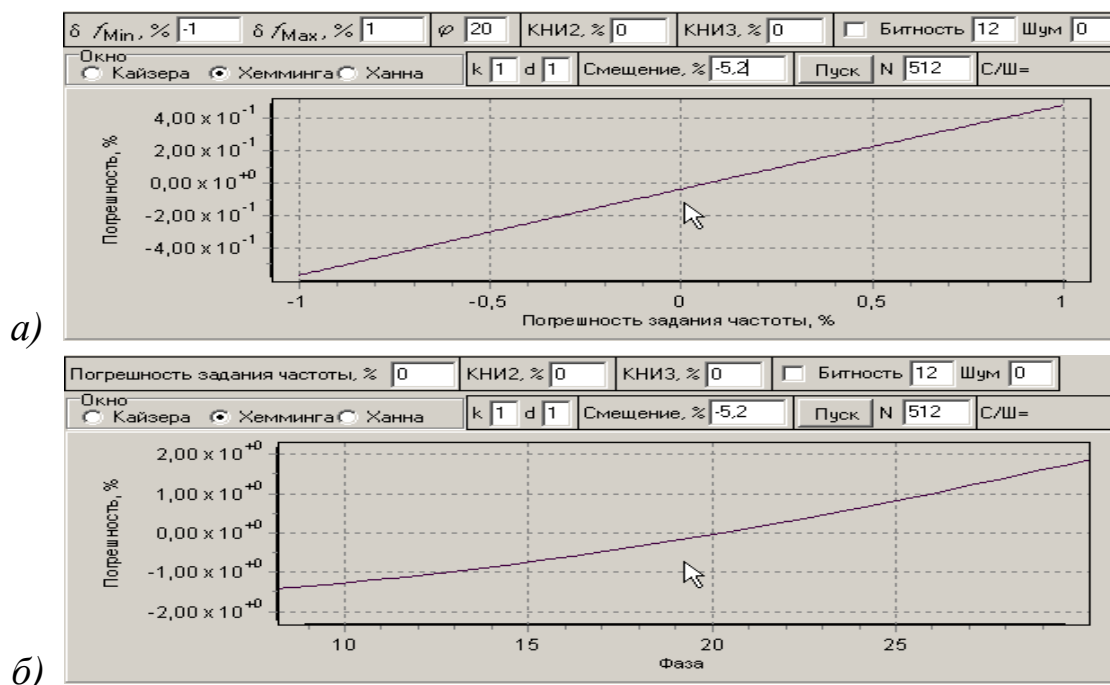 δ fMin, % -1 δ fMax, % 1 φ 20 КНИ2, % 0 КНИ3, % 0 Битность 12 Шум 0
Окно
Кайзера Хемминга Ханна k 1 d 1 Смещение, % -5,2 Пуск N 512 С/Ш=
4,00 x 10⁻¹
2,00 x 10⁻¹
0,00 x 10⁺⁰
-2,00 x 10⁻¹
-4,00 x 10⁻¹
Погрешность, %
-1 -0,5 0 0,5 1
Погрешность задания частоты, %
а)
Погрешность задания частоты, % 0 КНИ2, % 0 КНИ3, % 0 Битность 12 Шум 0
Окно
Кайзера Хемминга Ханна k 1 d 1 Смещение, % -5,2 Пуск N 512 С/Ш=
2,00 x 10⁺⁰
1,00 x 10⁺⁰
0,00 x 10⁺⁰
-1,00 x 10⁺⁰
-2,00 x 10⁺⁰
Погрешность, %
10 15 20 25
Фаза
б)